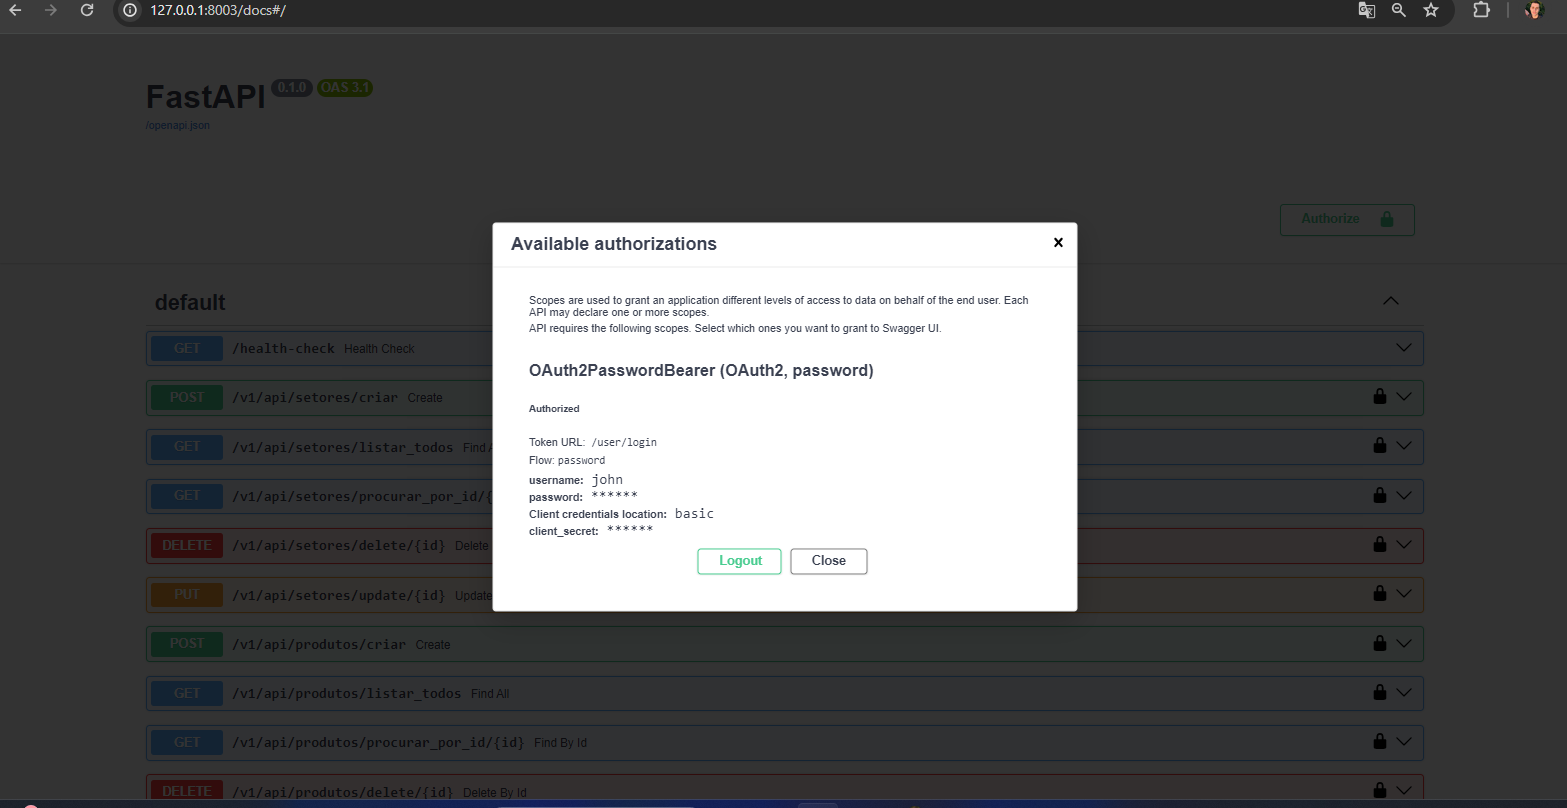 127.0.0.1:8003/docs#/
FastAPI 0.1.0 OAS 3.1
/openapi.json
Authorize
Available authorizations
Scopes are used to grant an application different levels of access to data on behalf of the end user. Each
API may declare one or more scopes.
API requires the following scopes. Select which ones you want to grant to Swagger UI.
OAuth2PasswordBearer (OAuth2, password)
Authorized
Token URL: /user/login
Flow: password
username: john
password: ******
Client credentials location: basic
client_secret: ******
Logout Close
default
GET /health-check Health Check
POST /v1/api/setores/criar Create
GET /v1/api/setores/listar_todos Find
GET /v1/api/setores/procurar_por_id/{
DELETE /v1/api/setores/delete/{id} Delete
PUT /v1/api/setores/update/{id} Update
POST /v1/api/produtos/criar Create
GET /v1/api/produtos/listar_todos Find All
GET /v1/api/produtos/procurar_por_id/{id} Find By Id
DELETE /v1/api/produtos/delete/{id} Delete By Id